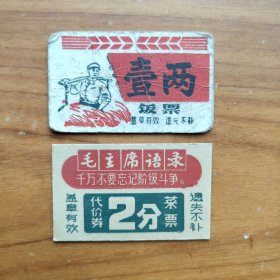 壹两
饭票
盖章有效 遗失不补
毛主席语录
千万不要忘记阶级斗争。
盖章有效
代价券
2分
菜票
遗失不补